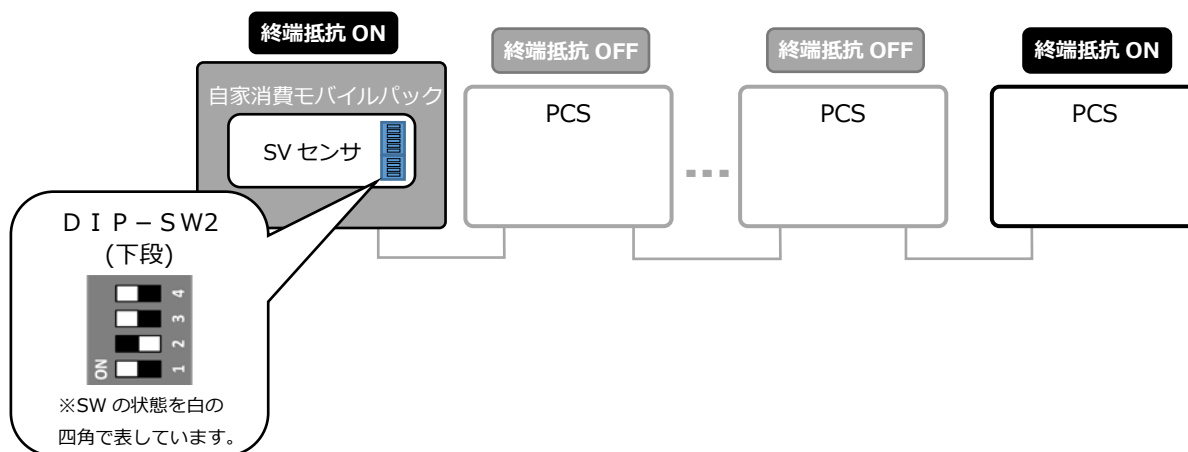 終端抵抗 ON
終端抵抗 OFF
終端抵抗 OFF
終端抵抗 ON
自家消費モバイルパック
SV センサ
PCS
PCS
PCS
ＤＩＰ－ＳＷ2
(下段)
4
3
2
1
ON
※SW の状態を白の
四角で表しています。